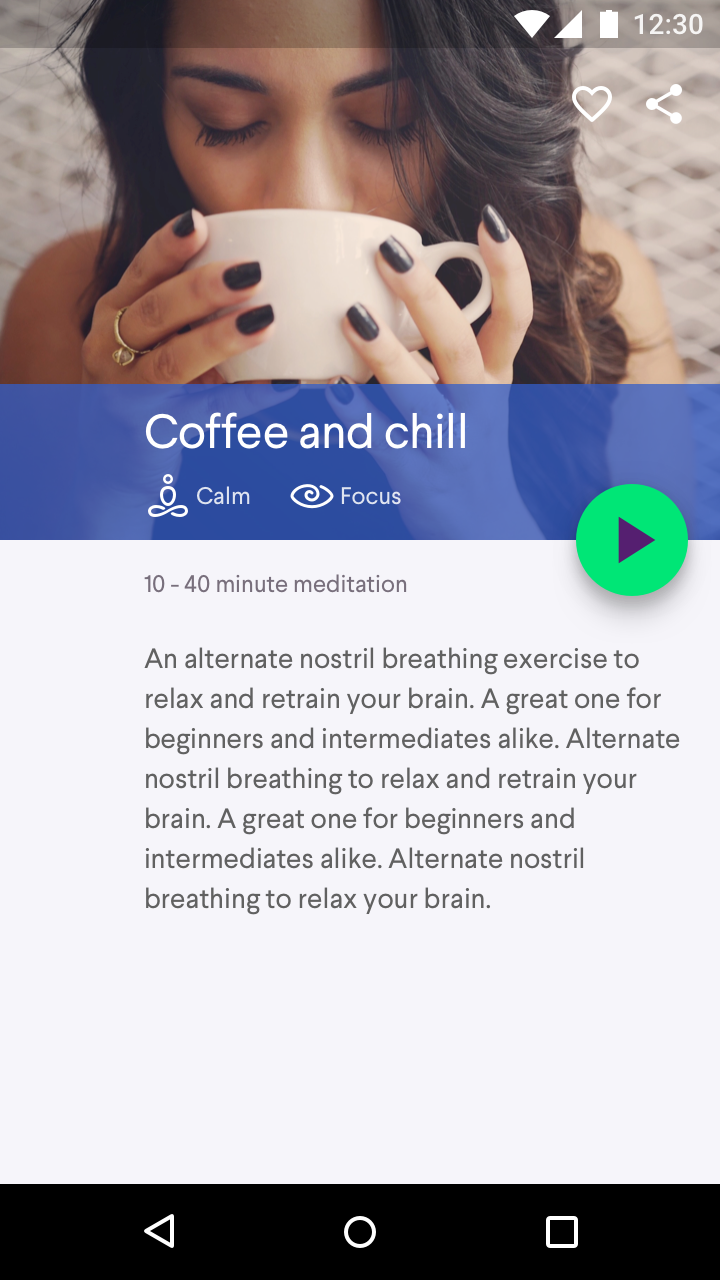 12:30
Coffee and chill
Calm Focus
10 - 40 minute meditation
An alternate nostril breathing exercise to
relax and retrain your brain. A great one for
beginners and intermediates alike. Alternate
nostril breathing to relax and retrain your
brain. A great one for beginners and
intermediates alike. Alternate nostril
breathing to relax your brain.